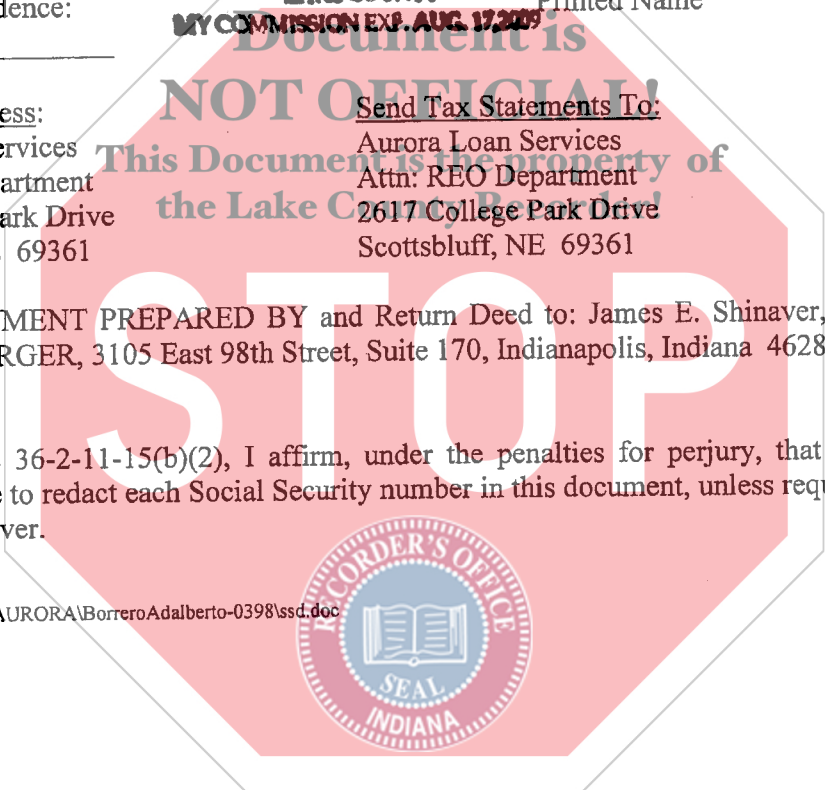 dence:
Printed Name
MY COMMISSION EXP. AUG. 17, 2009
Document is
NOT OFFICIAL!
This Document is the property of
the Lake County Recorder!
ess:
ervices
artment
ark Drive
69361
Send Tax Statements To:
Aurora Loan Services
Attn: REO Department
2617 College Park Drive
Scottsbluff, NE 69361
STOP
MENT PREPARED BY and Return Deed to: James E. Shinaver,
RGER, 3105 East 98th Street, Suite 170, Indianapolis, Indiana 4628
36-2-11-15(b)(2), I affirm, under the penalties for perjury, that
e to redact each Social Security number in this document, unless requ
ver.
AURORA\BorreroAdalberto-0398\ssd.doc
RECORDER'S OFFICE
SEAL
INDIANA